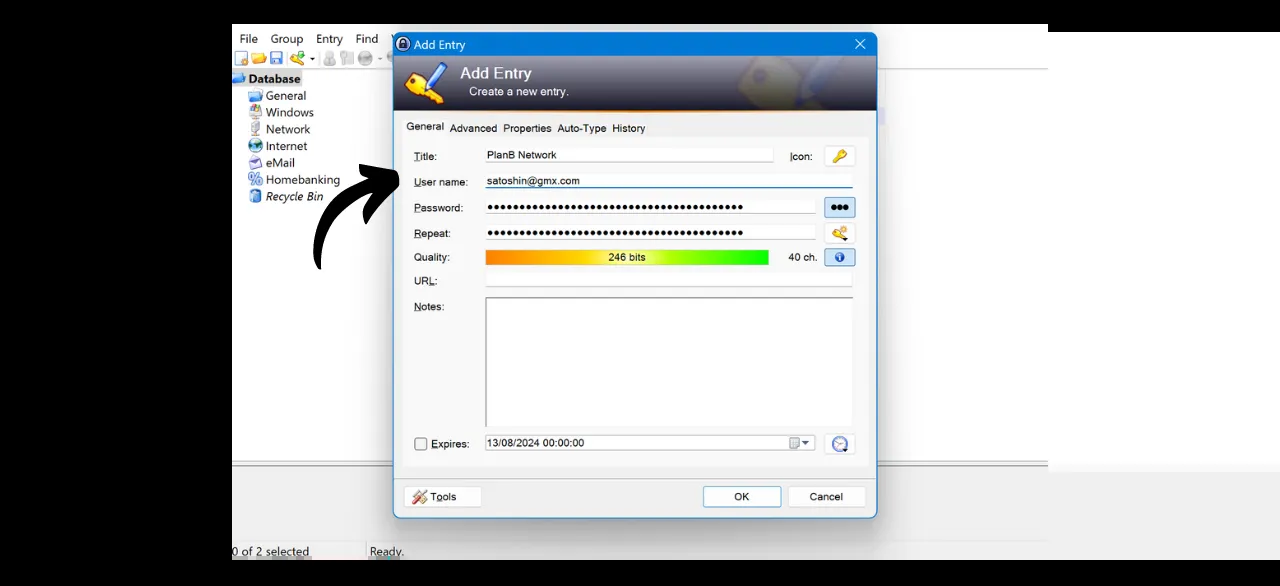 File Group Entry Find
Database
General
Windows
Network
Internet
eMail
Homebanking
Recycle Bin
Add Entry
Add Entry
Create a new entry.
General Advanced Properties Auto-Type History
Title: PlanB Network Icon:
User name: satoshin@gmx.com
Password: ●●●●●●●●●●●●●●●●●●●●●●●●●●●●●●●●●●●●●●●● ●●●
Repeat: ●●●●●●●●●●●●●●●●●●●●●●●●●●●●●●●●●●●●●●●●
Quality: 246 bits 40 ch.
URL:
Notes:
Expires: 13/08/2024 00:00:00
Tools OK Cancel
0 of 2 selected Ready.